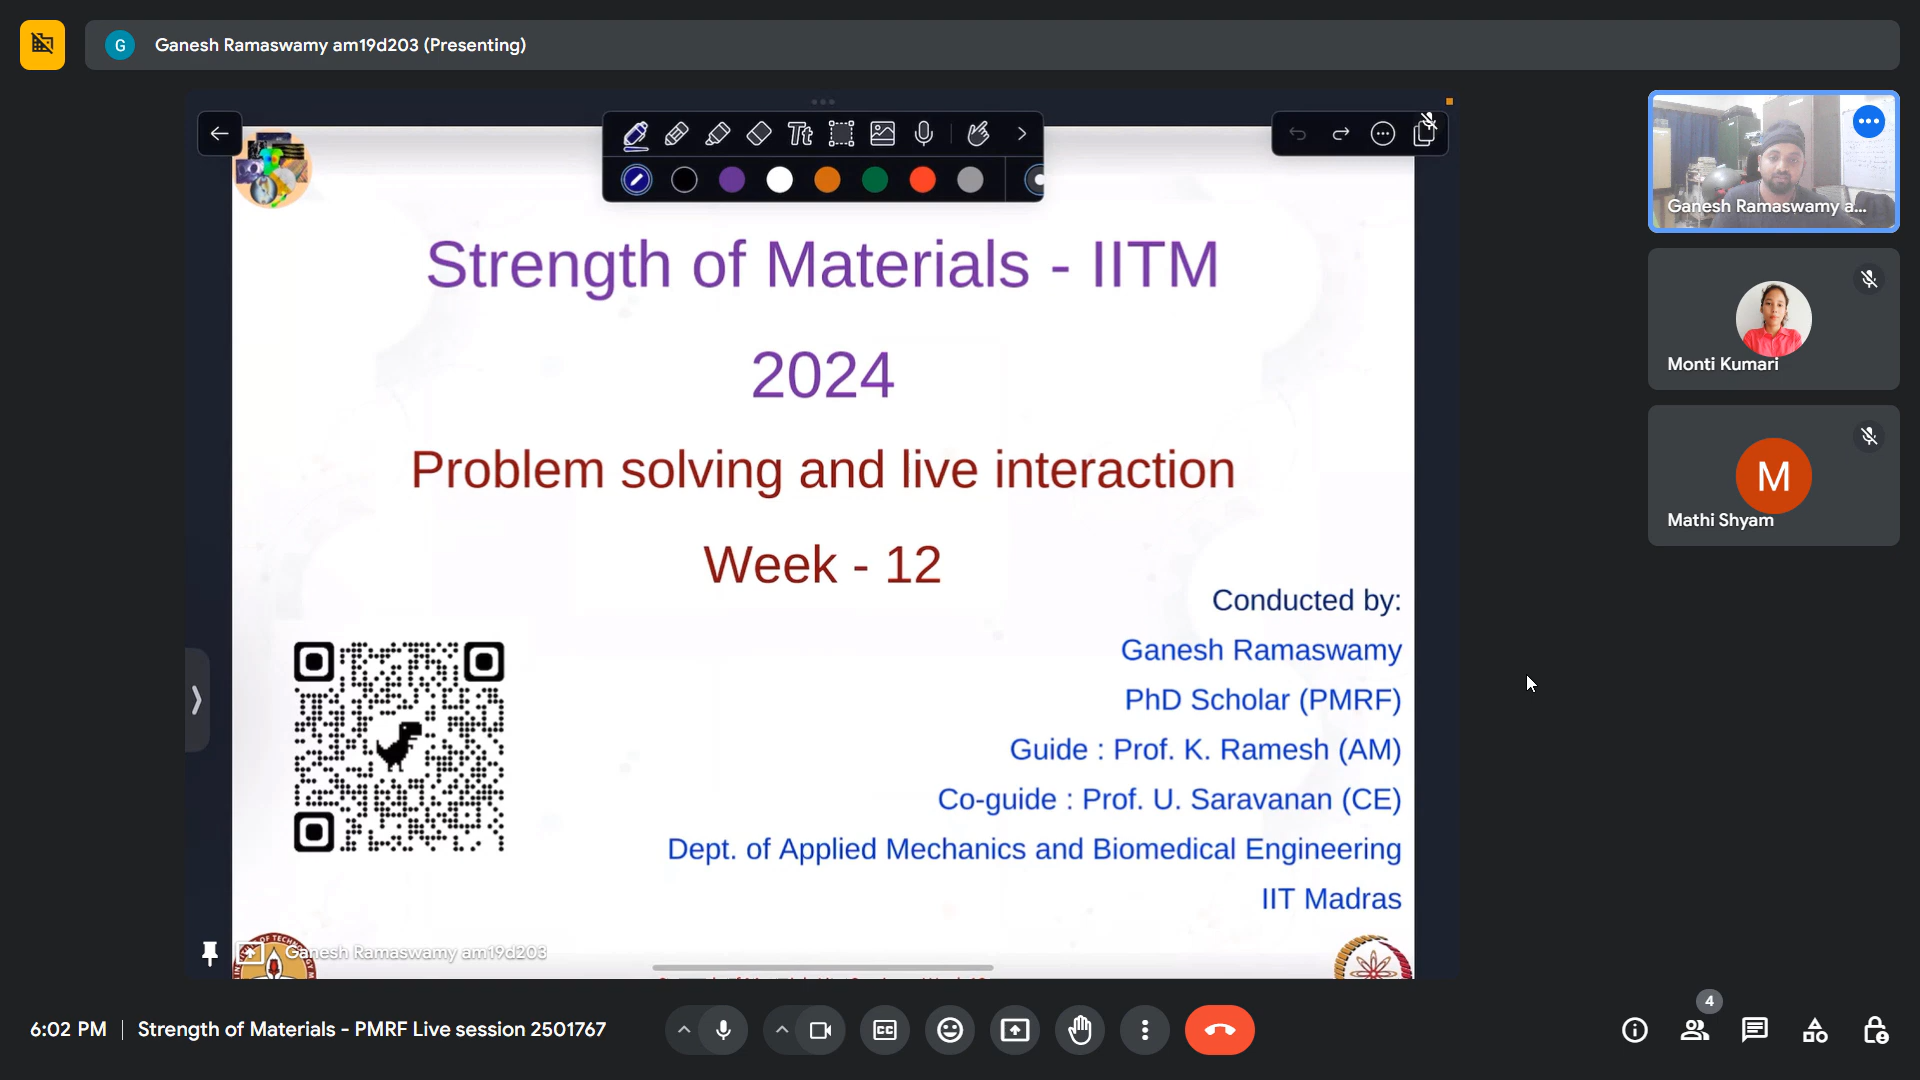 G Ganesh Ramaswamy am19d203 (Presenting)
Tt
Strength of Materials - IITM
2024
Problem solving and live interaction
Week - 12
Conducted by:
Ganesh Ramaswamy
PhD Scholar (PMRF)
Guide : Prof. K. Ramesh (AM)
Co-guide : Prof. U. Saravanan (CE)
Dept. of Applied Mechanics and Biomedical Engineering
IIT Madras
Ganesh Ramaswamy am19d203
Ganesh Ramaswamy a...
Monti Kumari
M
Mathi Shyam
6:02 PM | Strength of Materials - PMRF Live session 2501767
CC
4